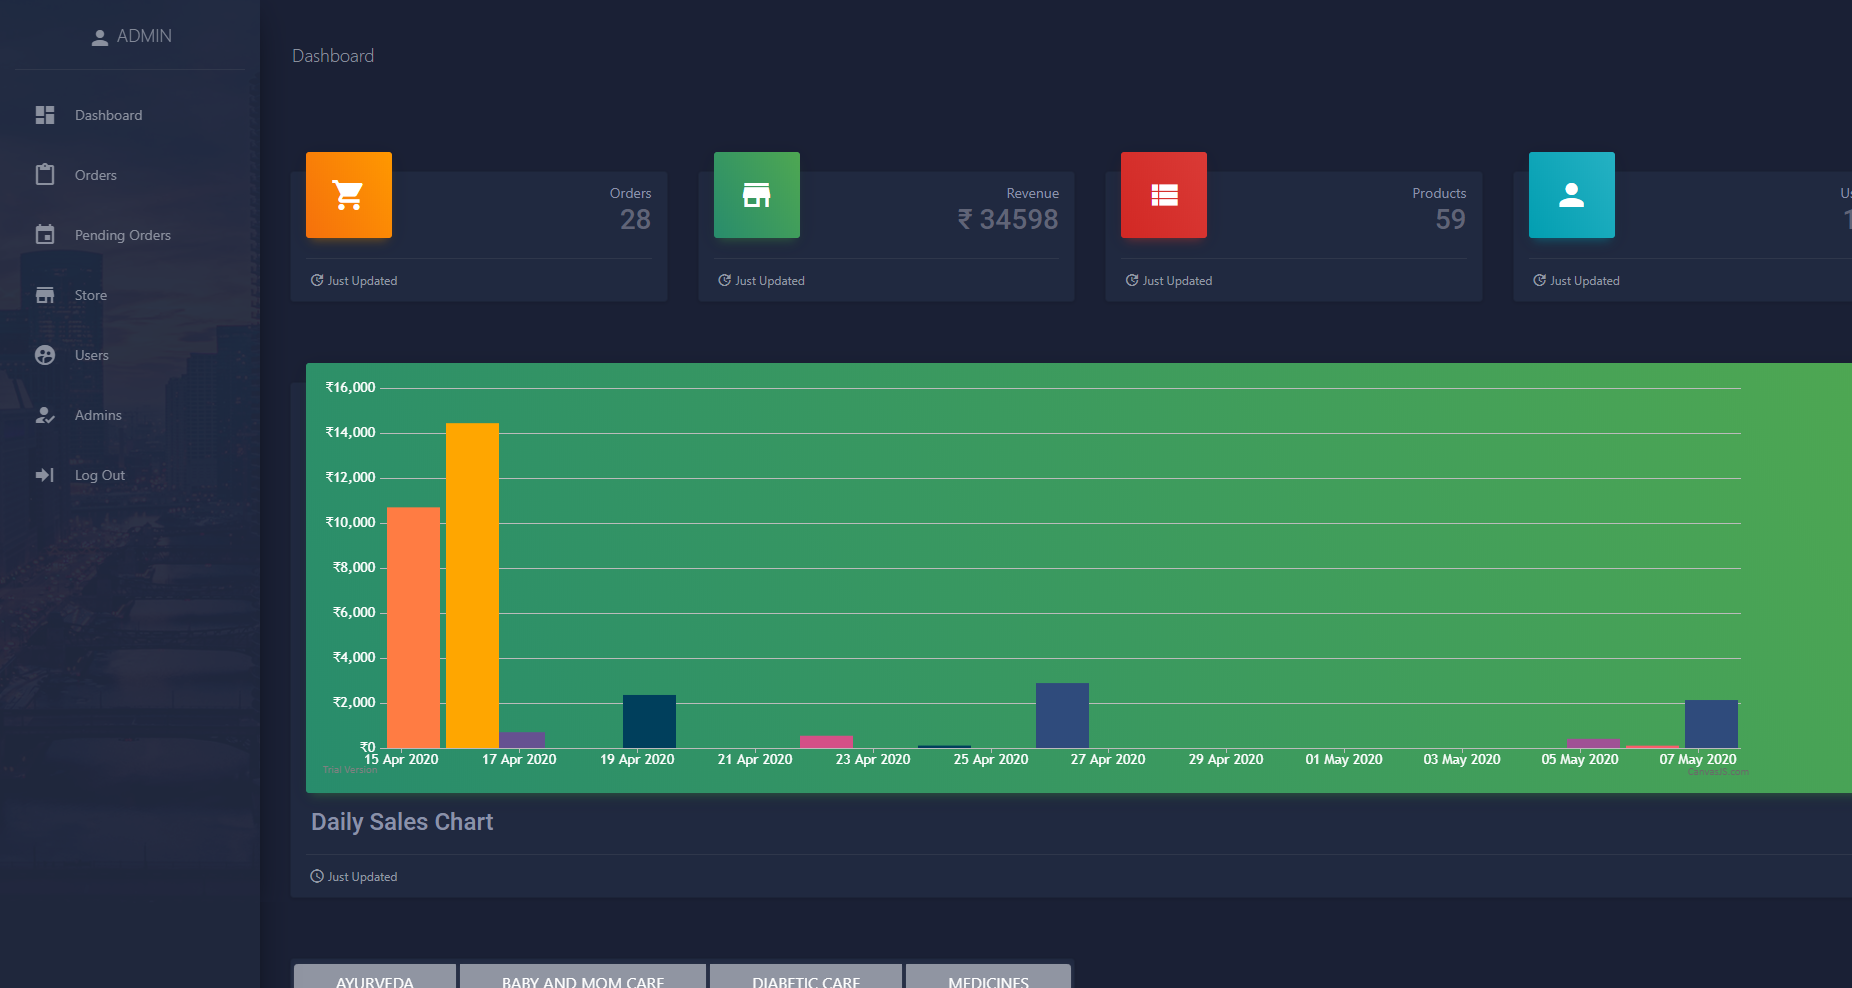 ADMIN
Dashboard
Orders
Pending Orders
Store
Users
Admins
Log Out
Dashboard
Orders
28
Just Updated
Revenue
₹ 34598
Just Updated
Products
59
Just Updated
Just Updated
₹16,000
₹14,000
₹12,000
₹10,000
₹8,000
₹6,000
₹4,000
₹2,000
₹0
15 Apr 2020 17 Apr 2020 19 Apr 2020 21 Apr 2020 23 Apr 2020 25 Apr 2020 27 Apr 2020 29 Apr 2020 01 May 2020 03 May 2020 05 May 2020 07 May 2020
Trial Version
CanvasJS.com
Daily Sales Chart
Just Updated
AYURVEDA BABY AND MOM CARE DIABETIC CARE MEDICINES